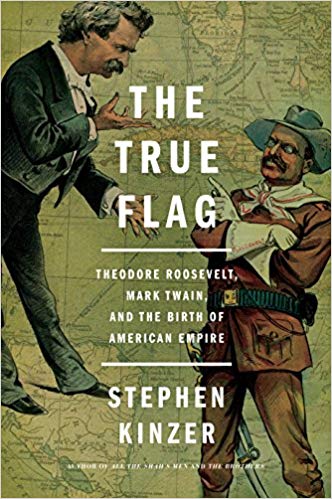 THE
TRUE
FLAG
THEODORE ROOSEVELT,
MARK TWAIN,
AND THE BIRTH OF
AMERICAN EMPIRE
STEPHEN
KINZER
AUTHOR OF ALL THE SHAH'S MEN AND THE BROTHERS